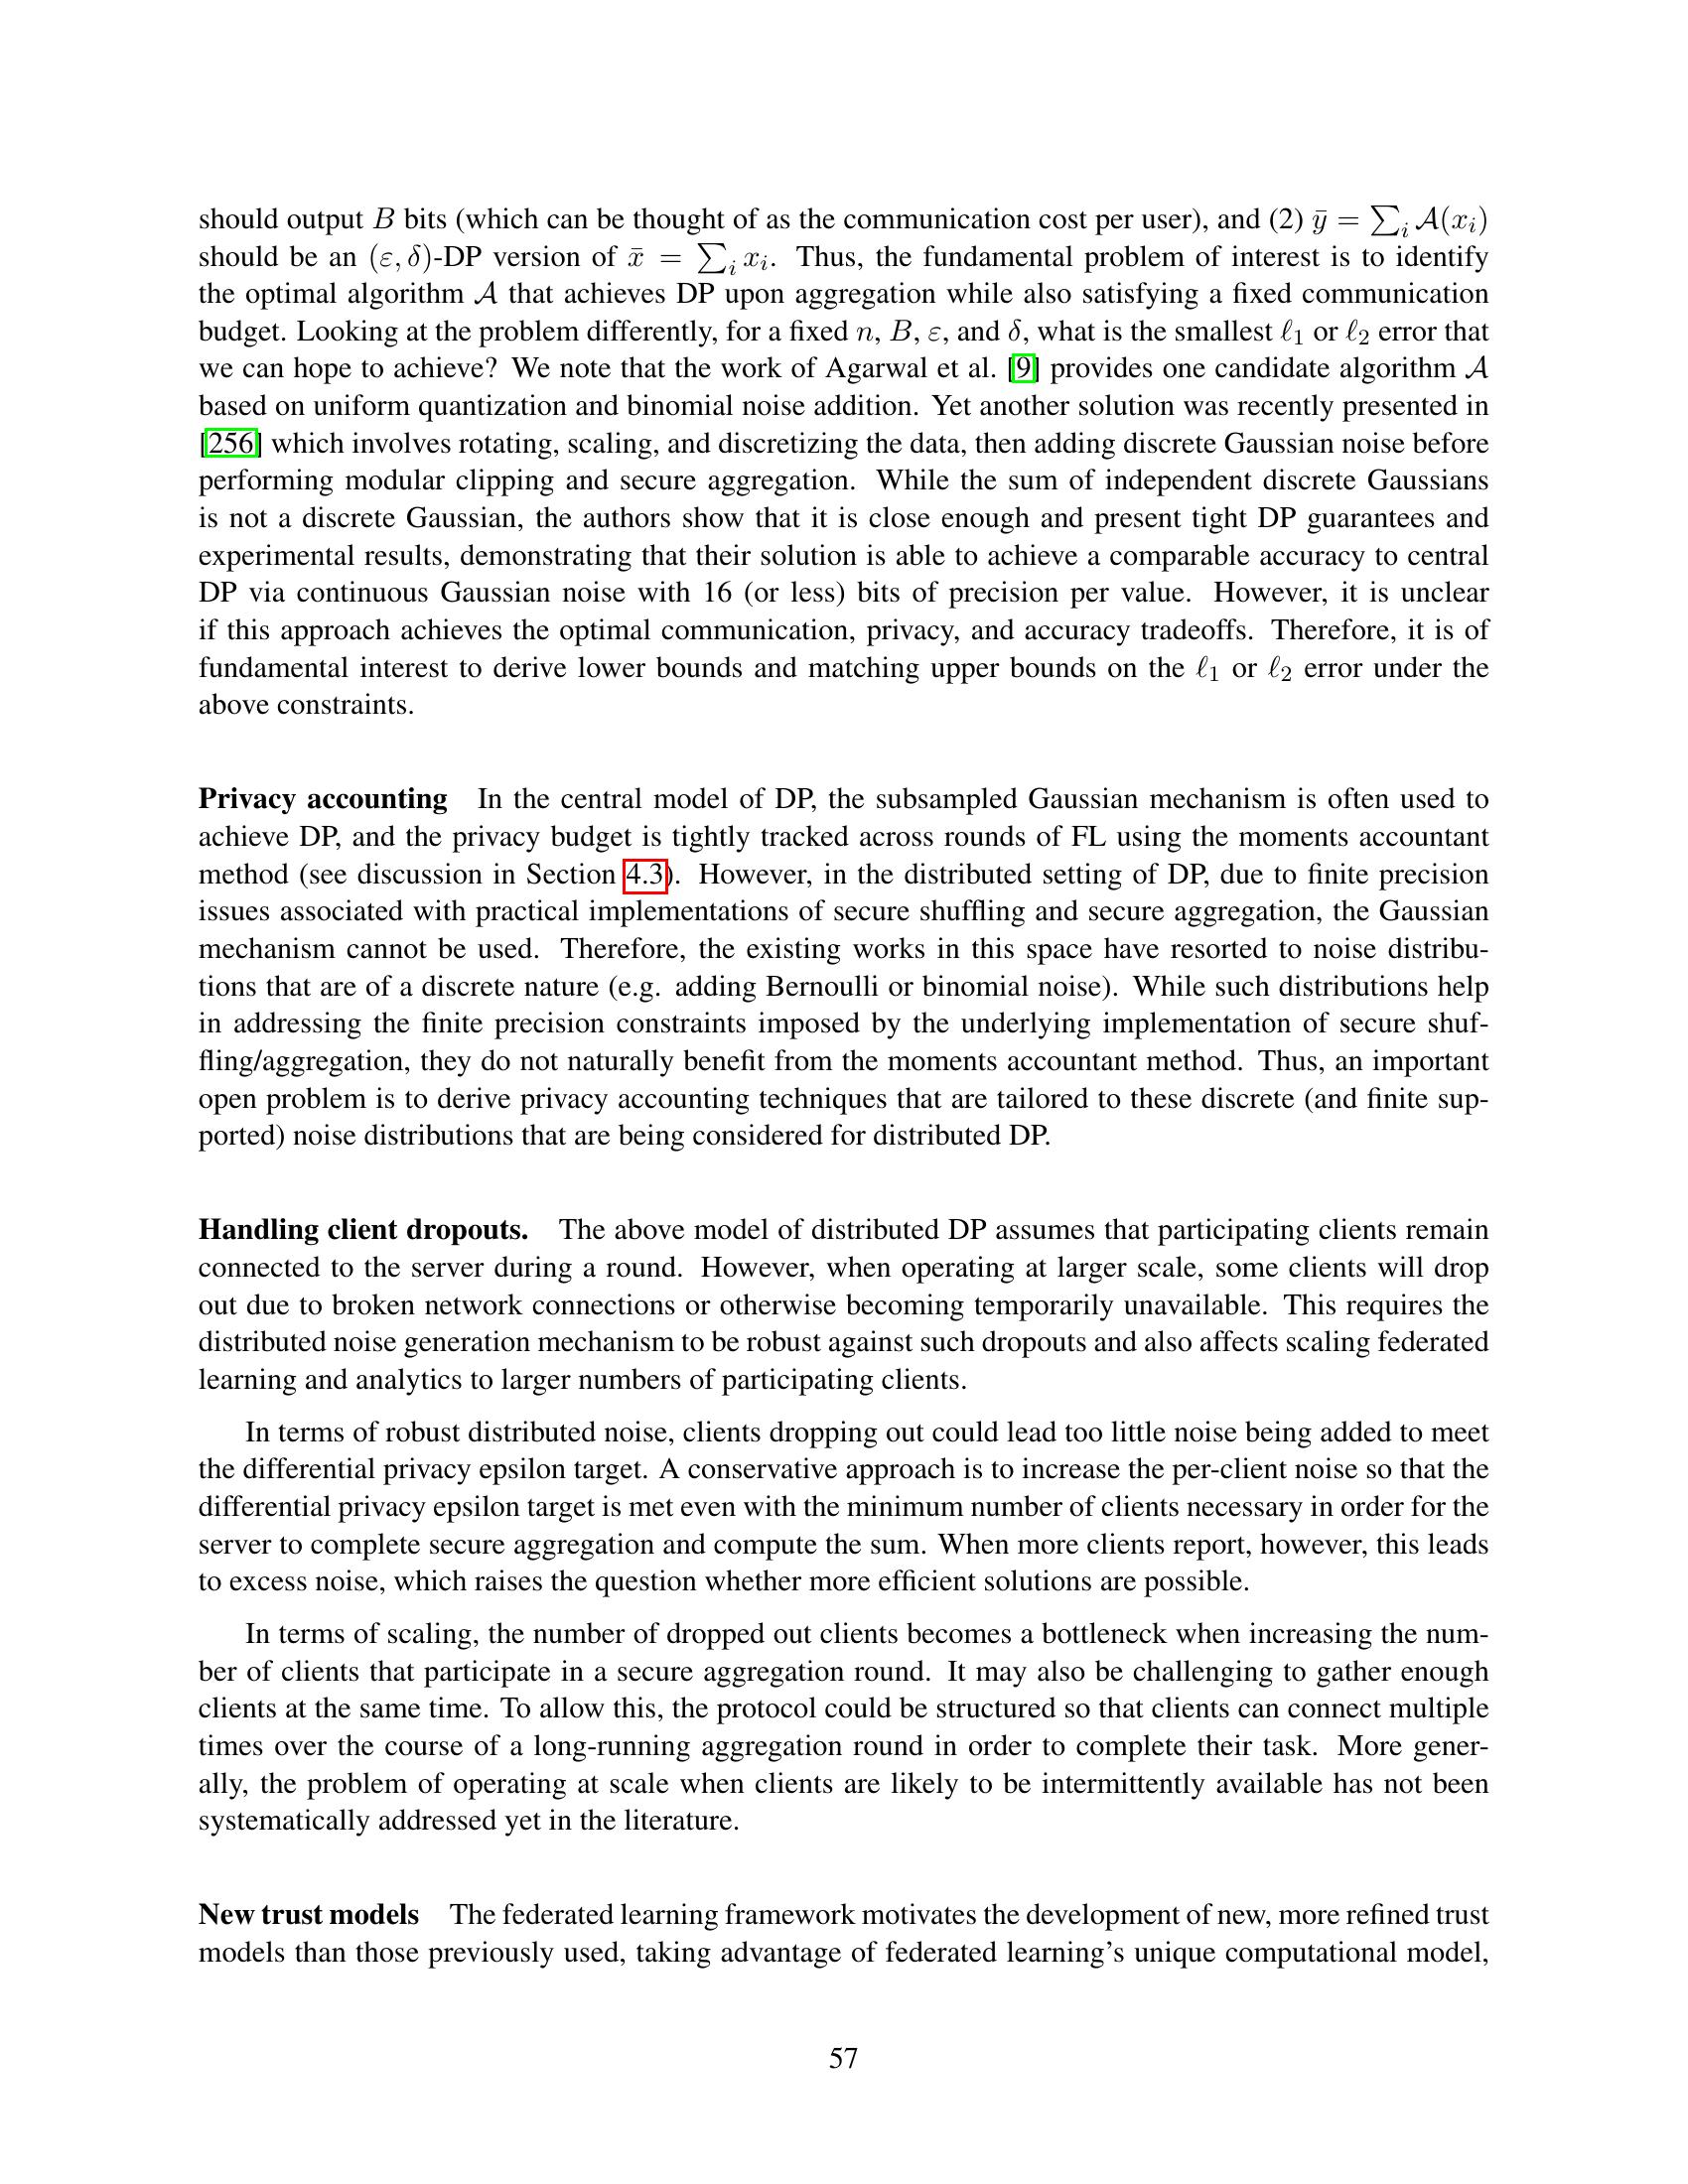 should output B bits (which can be thought of as the communication cost per user), and (2) ȳ = ∑ᵢ 𝒜(xᵢ)
should be an (ε, δ)-DP version of x̄ = ∑ᵢ xᵢ. Thus, the fundamental problem of interest is to identify
the optimal algorithm 𝒜 that achieves DP upon aggregation while also satisfying a fixed communication
budget. Looking at the problem differently, for a fixed n, B, ε, and δ, what is the smallest ℓ₁ or ℓ₂ error that
we can hope to achieve? We note that the work of Agarwal et al. [9] provides one candidate algorithm 𝒜
based on uniform quantization and binomial noise addition. Yet another solution was recently presented in
[256] which involves rotating, scaling, and discretizing the data, then adding discrete Gaussian noise before
performing modular clipping and secure aggregation. While the sum of independent discrete Gaussians
is not a discrete Gaussian, the authors show that it is close enough and present tight DP guarantees and
experimental results, demonstrating that their solution is able to achieve a comparable accuracy to central
DP via continuous Gaussian noise with 16 (or less) bits of precision per value. However, it is unclear
if this approach achieves the optimal communication, privacy, and accuracy tradeoffs. Therefore, it is of
fundamental interest to derive lower bounds and matching upper bounds on the ℓ₁ or ℓ₂ error under the
above constraints.
Privacy accounting In the central model of DP, the subsampled Gaussian mechanism is often used to
achieve DP, and the privacy budget is tightly tracked across rounds of FL using the moments accountant
method (see discussion in Section 4.3). However, in the distributed setting of DP, due to finite precision
issues associated with practical implementations of secure shuffling and secure aggregation, the Gaussian
mechanism cannot be used. Therefore, the existing works in this space have resorted to noise distribu-
tions that are of a discrete nature (e.g. adding Bernoulli or binomial noise). While such distributions help
in addressing the finite precision constraints imposed by the underlying implementation of secure shuf-
fling/aggregation, they do not naturally benefit from the moments accountant method. Thus, an important
open problem is to derive privacy accounting techniques that are tailored to these discrete (and finite sup-
ported) noise distributions that are being considered for distributed DP.
Handling client dropouts. The above model of distributed DP assumes that participating clients remain
connected to the server during a round. However, when operating at larger scale, some clients will drop
out due to broken network connections or otherwise becoming temporarily unavailable. This requires the
distributed noise generation mechanism to be robust against such dropouts and also affects scaling federated
learning and analytics to larger numbers of participating clients.
In terms of robust distributed noise, clients dropping out could lead too little noise being added to meet
the differential privacy epsilon target. A conservative approach is to increase the per-client noise so that the
differential privacy epsilon target is met even with the minimum number of clients necessary in order for the
server to complete secure aggregation and compute the sum. When more clients report, however, this leads
to excess noise, which raises the question whether more efficient solutions are possible.
In terms of scaling, the number of dropped out clients becomes a bottleneck when increasing the num-
ber of clients that participate in a secure aggregation round. It may also be challenging to gather enough
clients at the same time. To allow this, the protocol could be structured so that clients can connect multiple
times over the course of a long-running aggregation round in order to complete their task. More gener-
ally, the problem of operating at scale when clients are likely to be intermittently available has not been
systematically addressed yet in the literature.
New trust models The federated learning framework motivates the development of new, more refined trust
models than those previously used, taking advantage of federated learning's unique computational model,
57